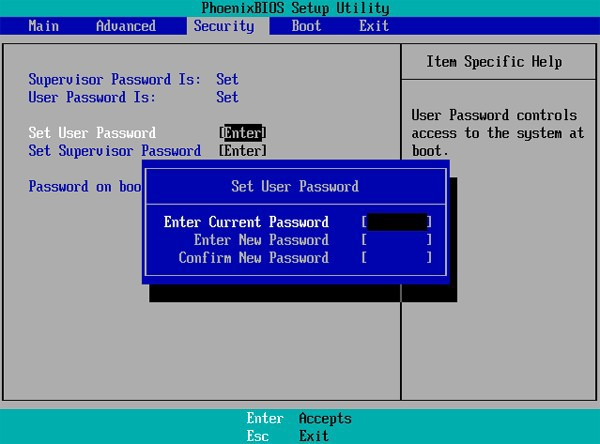 PhoenixBIOS Setup Utility
Main Advanced Security Boot Exit
Item Specific Help
Supervisor Password Is: Set
User Password Is: Set
User Password controls
access to the system at
boot.
Set User Password [Enter]
Set Supervisor Password [Enter]
Password on boo
Set User Password
Enter Current Password [ ]
Enter New Password [ ]
Confirm New Password [ ]
Enter Accepts
Esc Exit